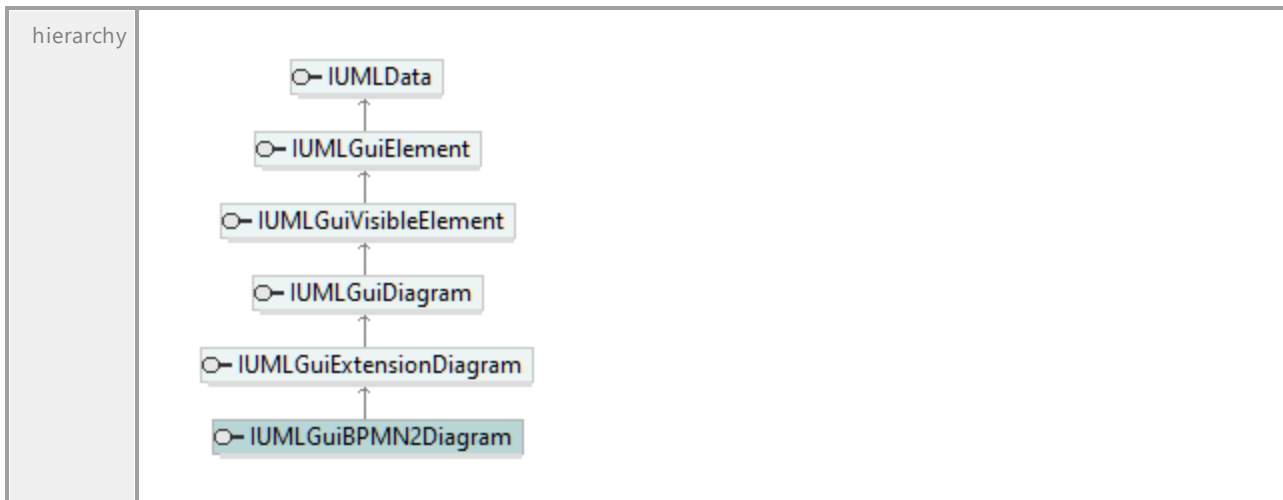 hierarchy
IUMLData
IUMLGuiElement
IUMLGuiVisibleElement
IUMLGuiDiagram
IUMLGuiExtensionDiagram
IUMLGuiBPMN2Diagram